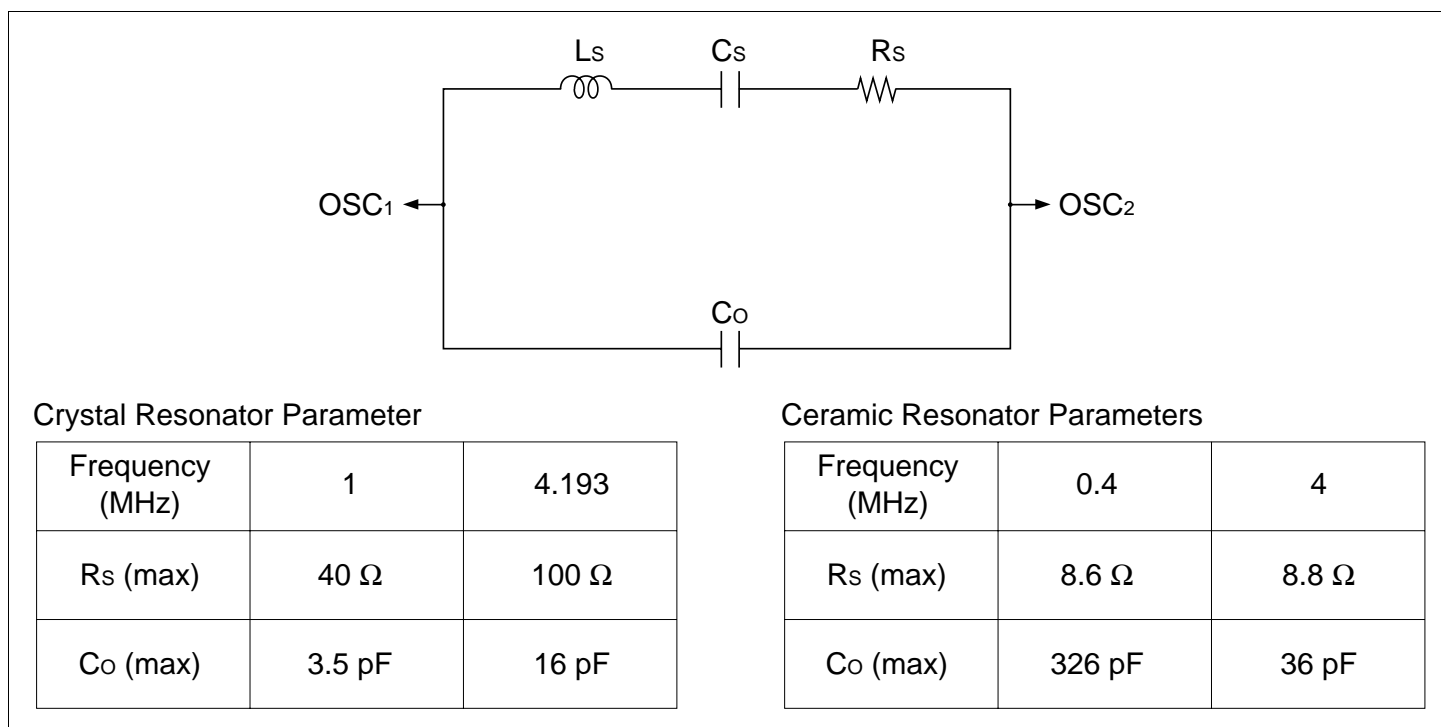 LS CS RS
OSC1 OSC2
CO
Crystal Resonator Parameter
Frequency (MHz) 1 4.193
RS (max) 40 Ω 100 Ω
CO (max) 3.5 pF 16 pF
Ceramic Resonator Parameters
Frequency (MHz) 0.4 4
RS (max) 8.6 Ω 8.8 Ω
CO (max) 326 pF 36 pF